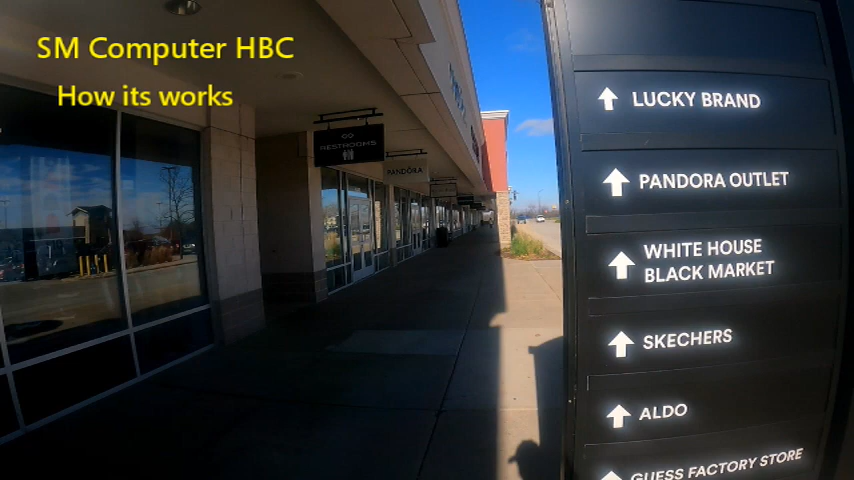 SM Computer HBC
How its works
RESTROOMS
PANDÖRA
LUCKY BRAND
PANDORA OUTLET
WHITE HOUSE
BLACK MARKET
SKECHERS
ALDO
GUESS FACTORY STORE